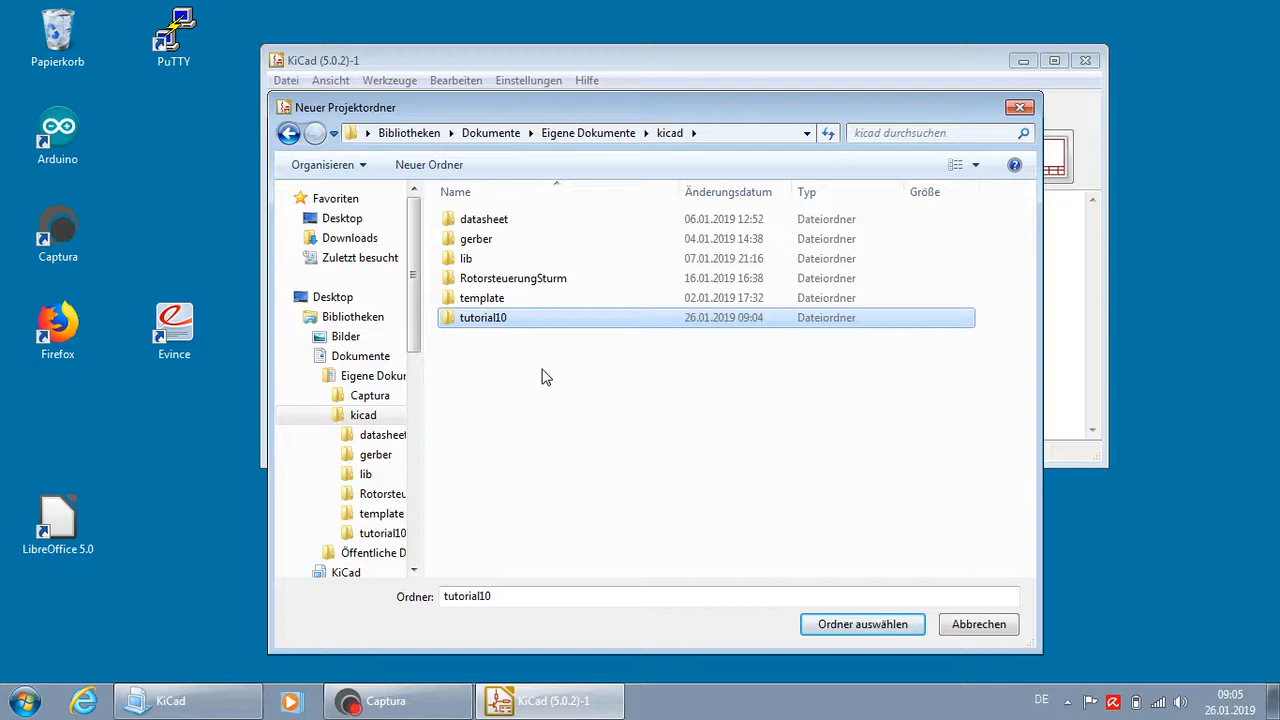 Papierkorb
PuTTY
Arduino
Captura
Firefox
Evince
LibreOffice 5.0
KiCad (5.0.2)-1
Datei Ansicht Werkzeuge Bearbeiten Einstellungen Hilfe
Neuer Projektordner
Bibliotheken Dokumente Eigene Dokumente kicad
kicad durchsuchen
Organisieren Neuer Ordner
Favoriten
Desktop
Downloads
Zuletzt besucht
Desktop
Bibliotheken
Bilder
Dokumente
Eigene Dokun
Captura
kicad
datasheet
gerber
lib
Rotorsteu
template
tutorial10
Öffentliche D
KiCad
Name Änderungsdatum Typ Größe
datasheet 06.01.2019 12:52 Dateiordner
gerber 04.01.2019 14:38 Dateiordner
lib 07.01.2019 21:16 Dateiordner
RotorsteuerungSturm 16.01.2019 16:38 Dateiordner
template 02.01.2019 17:32 Dateiordner
tutorial10 26.01.2019 09:04 Dateiordner
Ordner: tutorial10
Ordner auswählen Abbrechen
KiCad
Captura
KiCad (5.0.2)-1
DE
09:05
26.01.2019